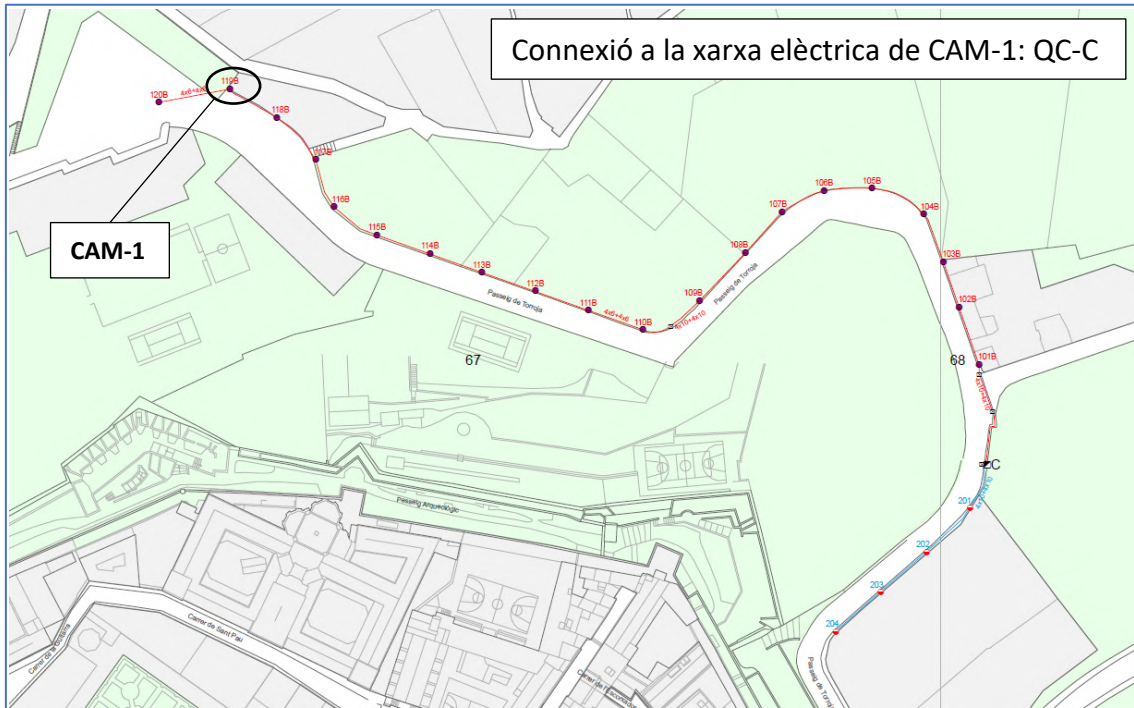 Connexió a la xarxa elèctrica de CAM-1: QC-C
119B
4x6+4x6
120B
118B
117B
CAM-1
116B
115B
114B
113B
112B
111B
4x6+4x6
110B
Passeig de Torroja
109B
4x10+4x10
108B
Passeig de Torroja
107B
106B
105B
104B
103B
102B
101B
67
68
4x10+4x10
C
201
202
203
204
Passeig Arqueològic
Carrer de Sant Pau